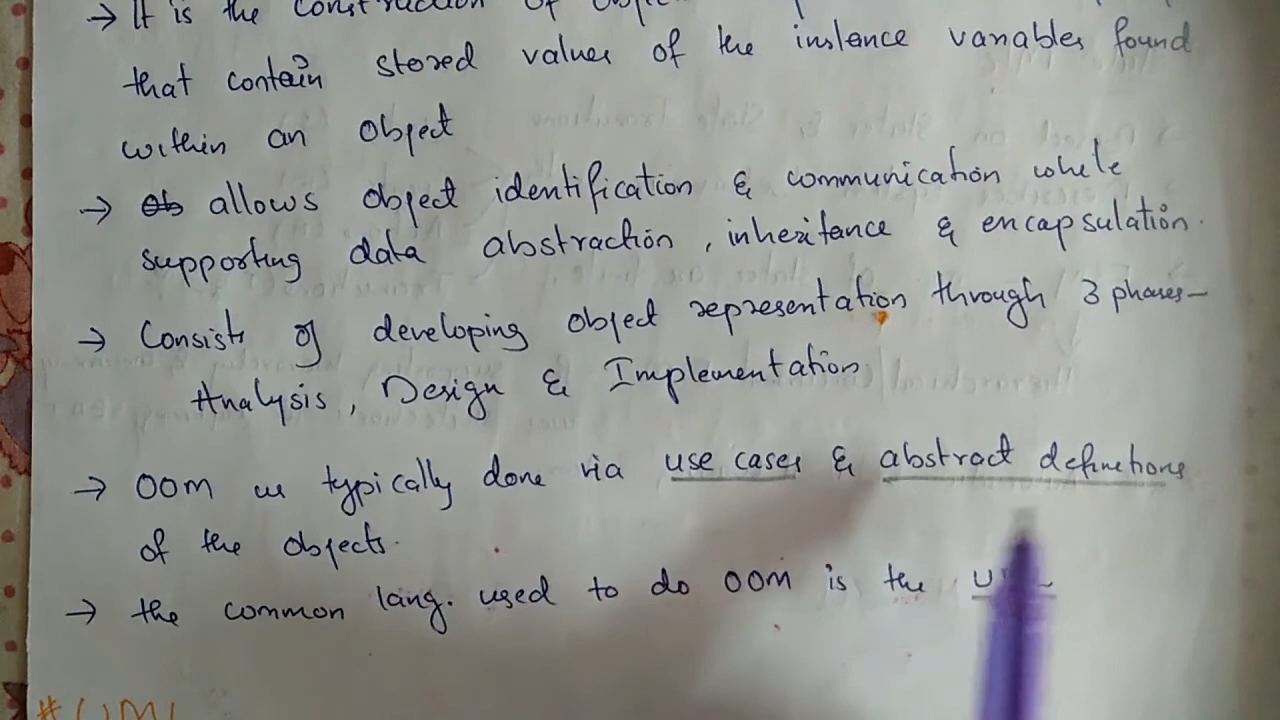 → It is the construction of
that contain stored values of the instance variables found
within an object
→ allows object identification & communication while
supporting data abstraction, inheritance & encapsulation.
→ Consists of developing object representation through 3 phases-
Analysis, Design & Implementation
→ OOM is typically done via use cases & abstract definitions
of the objects.
→ the common lang. used to do OOM is the
# UML